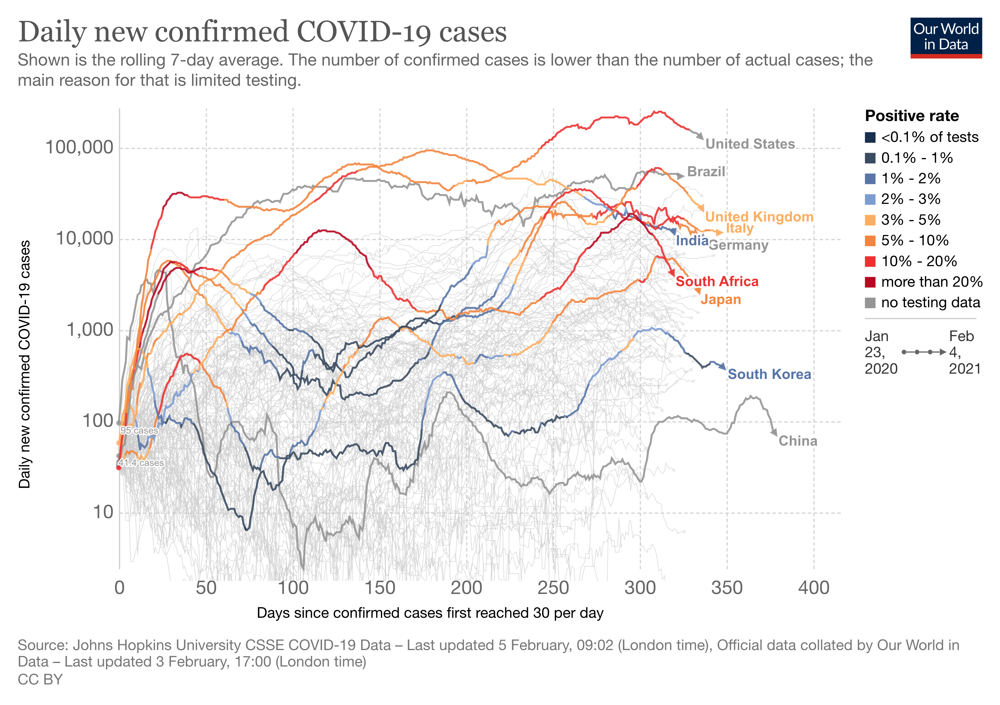 Daily new confirmed COVID-19 cases
Our World
in Data
Shown is the rolling 7-day average. The number of confirmed cases is lower than the number of actual cases; the
main reason for that is limited testing.
Positive rate
<0.1% of tests
0.1% - 1%
1% - 2%
2% - 3%
3% - 5%
5% - 10%
10% - 20%
more than 20%
no testing data
Jan
23,
2020
Feb
4,
2021
Daily new confirmed COVID-19 cases
100,000
10,000
1,000
100
10
95 cases
41.4 cases
United States
Brazil
United Kingdom
Italy
India
Germany
South Africa
Japan
South Korea
China
0 50 100 150 200 250 300 350 400
Days since confirmed cases first reached 30 per day
Source: Johns Hopkins University CSSE COVID-19 Data – Last updated 5 February, 09:02 (London time), Official data collated by Our World in
Data – Last updated 3 February, 17:00 (London time)
CC BY